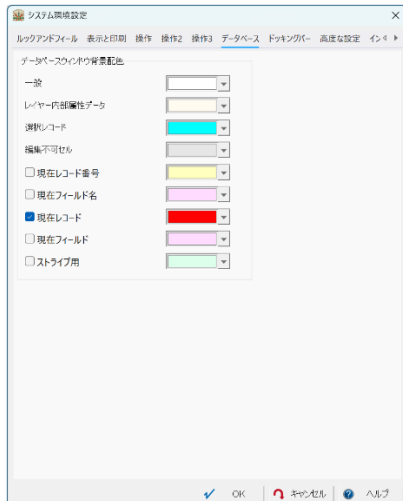 システム環境設定
ルックアンドフィール 表示と印刷 操作 操作2 操作3 データベース ドッキングバー 高度な設定 イン
データベースウィンドウ背景配色
一般
レイヤー内部属性データ
選択レコード
編集不可セル
現在レコード番号
現在フィールド名
現在レコード
現在フィールド
ストライプ用
OK キャンセル ヘルプ